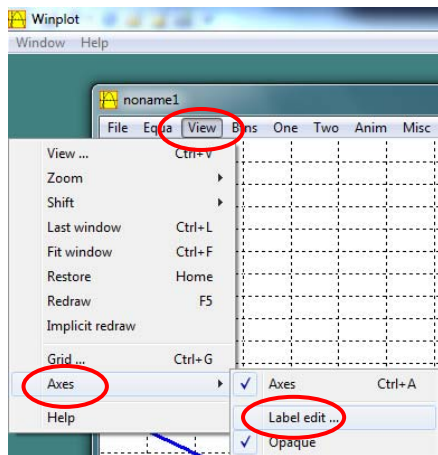 Winplot
Window Help
noname1
File Equa View Btns One Two Anim Misc
View ... Ctrl+V
Zoom
Shift
Last window Ctrl+L
Fit window Ctrl+F
Restore Home
Redraw F5
Implicit redraw
Grid ... Ctrl+G
Axes
Axes Ctrl+A
Help
Label edit ...
Opaque